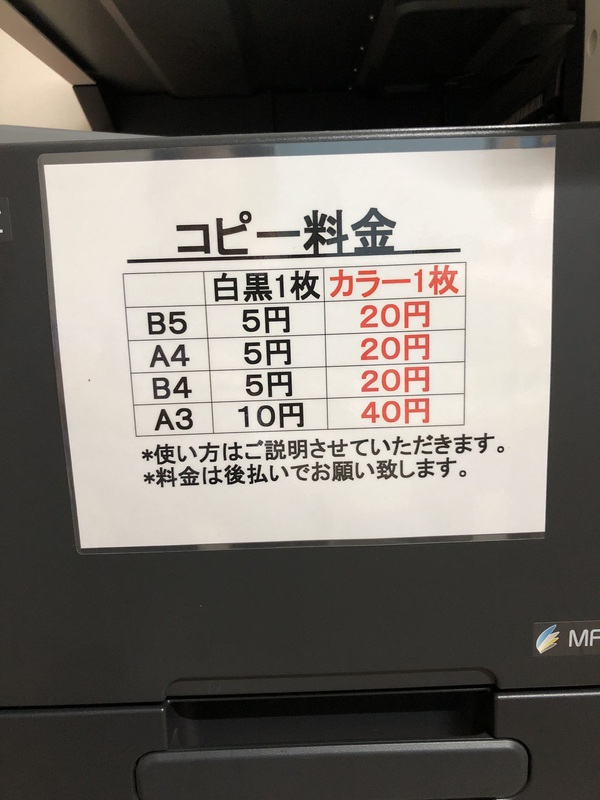 コピー料金
白黒1枚 カラー1枚
B5 5円 20円
A4 5円 20円
B4 5円 20円
A3 10円 40円
*使い方はご説明させていただきます。
*料金は後払いでお願い致します。
MF